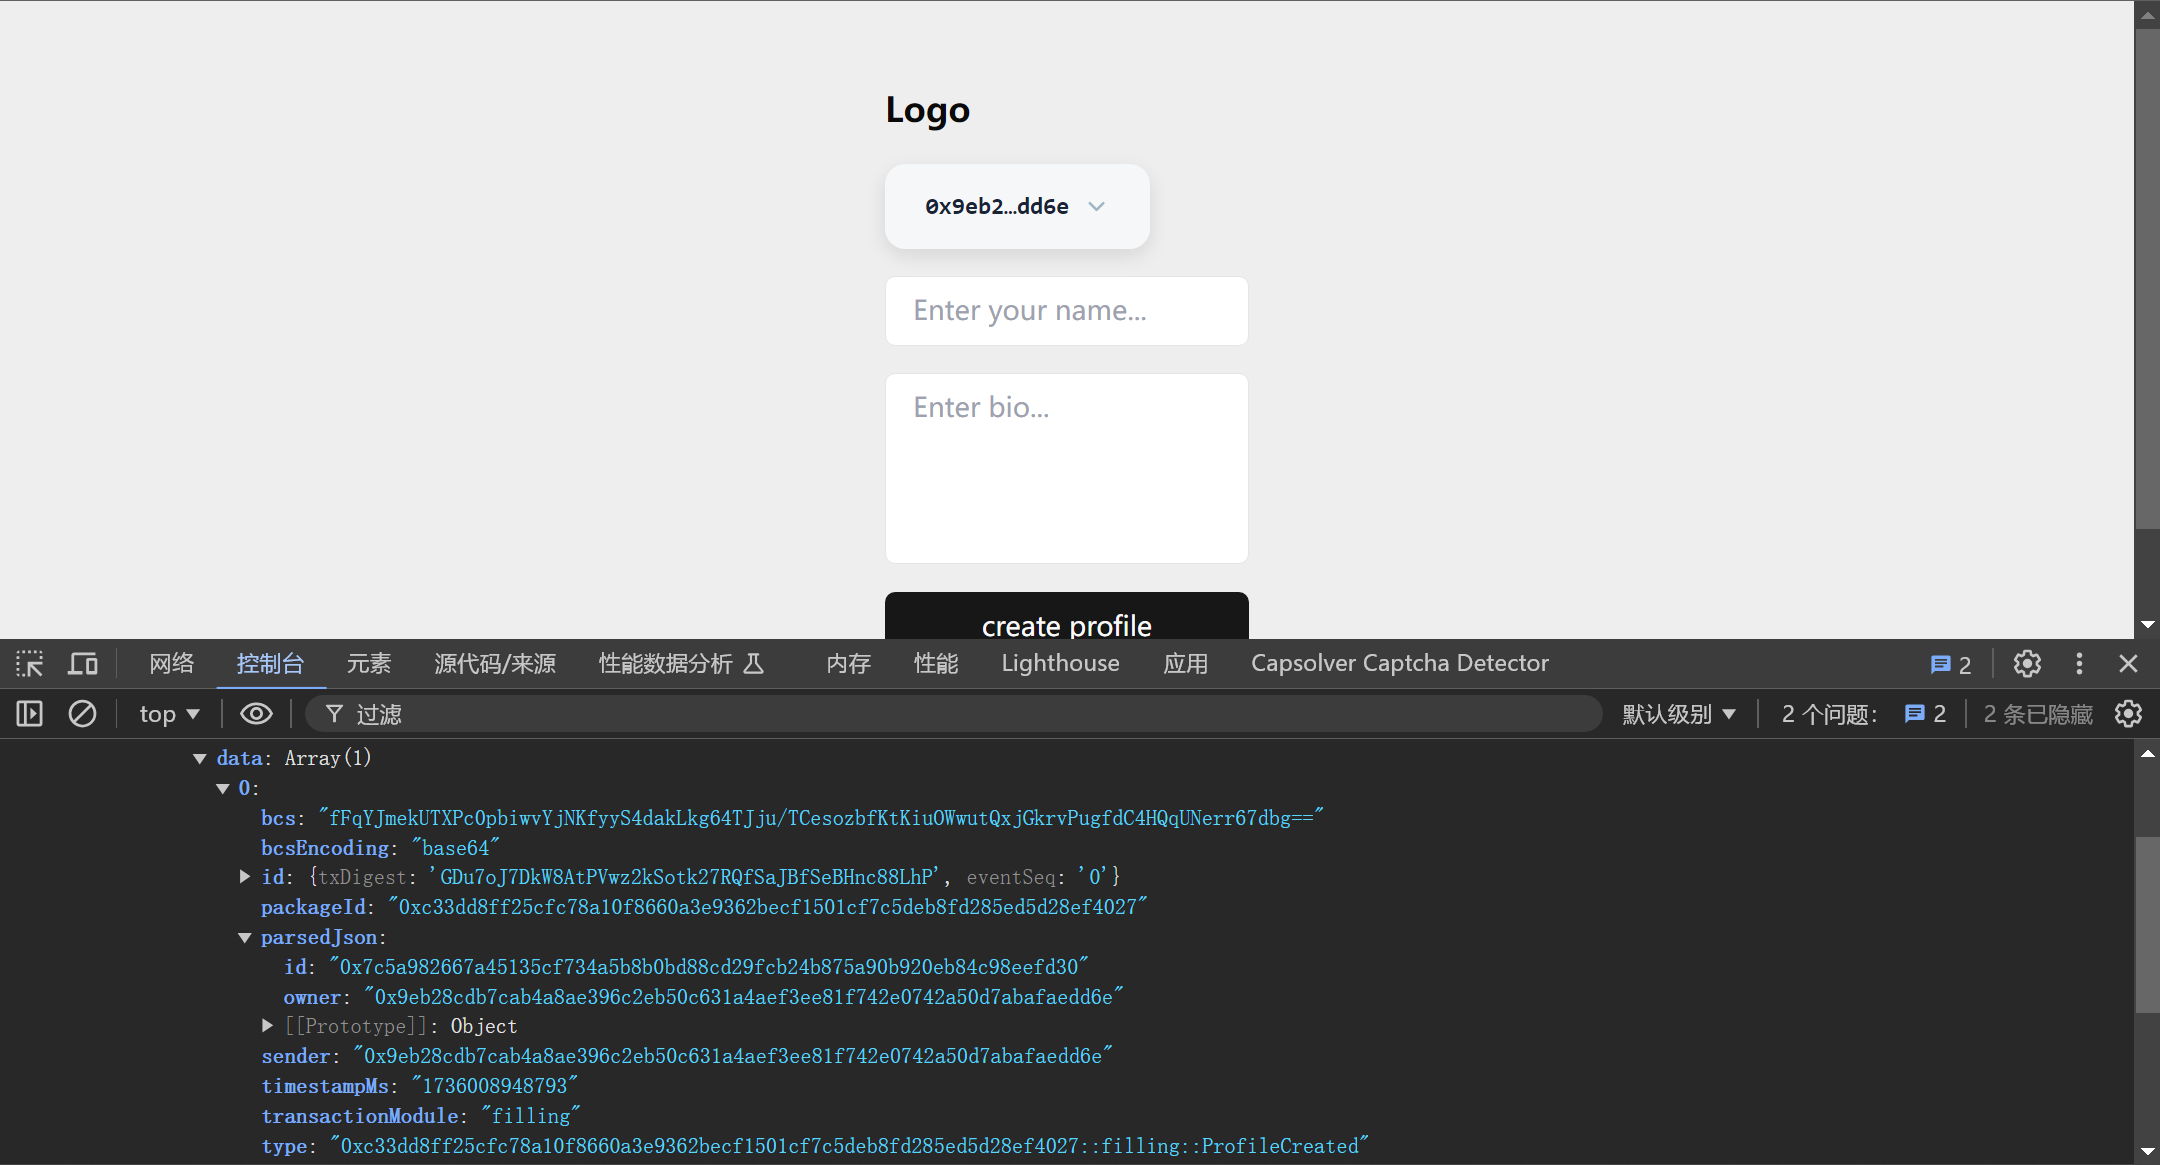 Logo
0x9eb2…dd6e
Enter your name...
Enter bio...
create profile
网络 控制台 元素 源代码/来源 性能数据分析 内存 性能 Lighthouse 应用 Capsolver Captcha Detector 2
top 过滤 默认级别 2 个问题: 2 2 条已隐藏
data: Array(1)
0:
bcs: "fFqYJmekUTXPc0pbiwvYjNKfyyS4dakLkg64TJju/TCesozbfKtKiuOWwutQxjGkrvPugfdC4HQqUNerr67dbg=="
bcsEncoding: "base64"
id: {txDigest: 'GDu7oJ7DkW8AtPVwz2kSotk27RQfSaJBfSeBHnc88LhP', eventSeq: '0'}
packageId: "0xc33dd8ff25cfc78a10f8660a3e9362becf1501cf7c5deb8fd285ed5d28ef4027"
parsedJson:
id: "0x7c5a982667a45135cf734a5b8b0bd88cd29fcb24b875a90b920eb84c98eefd30"
owner: "0x9eb28cdb7cab4a8ae396c2eb50c631a4aef3ee81f742e0742a50d7abafaedd6e"
[[Prototype]]: Object
sender: "0x9eb28cdb7cab4a8ae396c2eb50c631a4aef3ee81f742e0742a50d7abafaedd6e"
timestampMs: "1736008948793"
transactionModule: "filling"
type: "0xc33dd8ff25cfc78a10f8660a3e9362becf1501cf7c5deb8fd285ed5d28ef4027::filling::ProfileCreated"